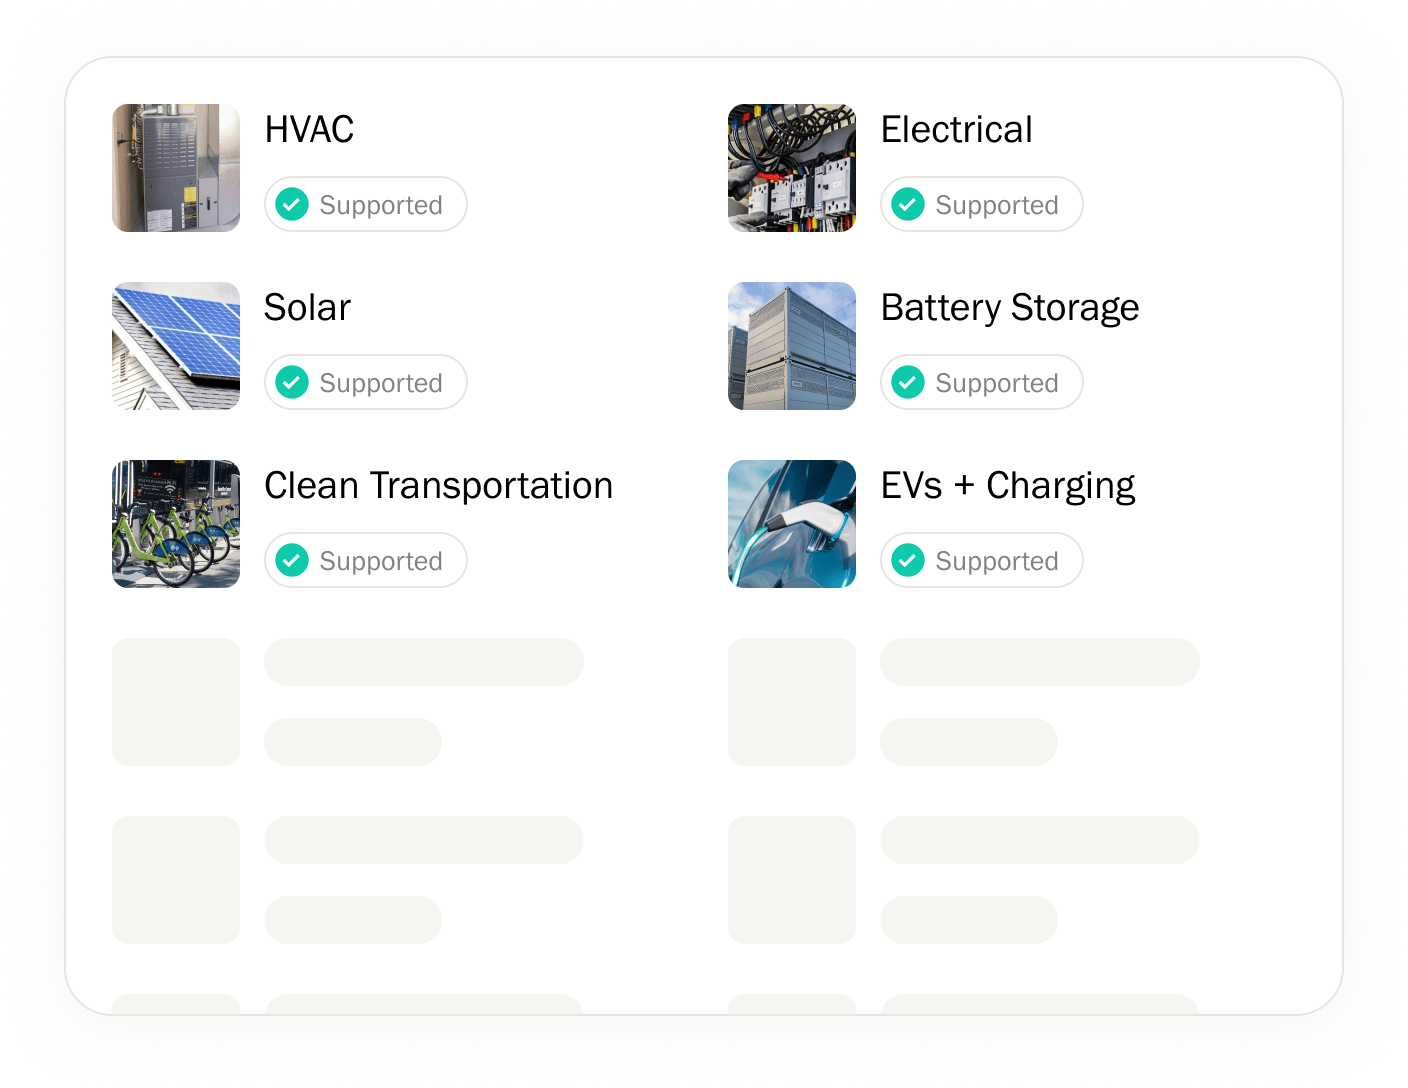 HVAC
Supported
Electrical
Supported
Solar
Supported
Battery Storage
Supported
Clean Transportation
Supported
EVs + Charging
Supported